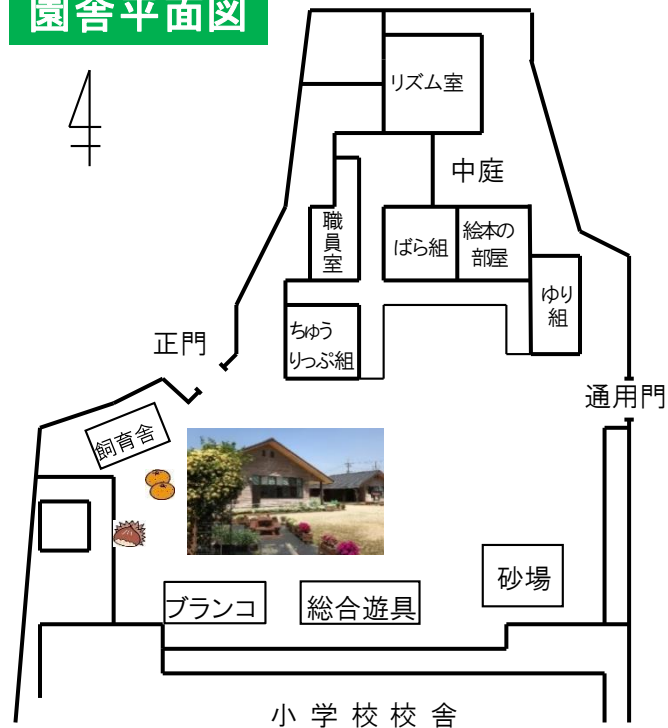 園舎平面図
リズム室
中庭
職
員
室
ばら組
絵本の
部屋
ゆり
組
ちゅう
りっぷ組
正門
通用門
飼育舎
砂場
ブランコ
総合遊具
小学校校舎